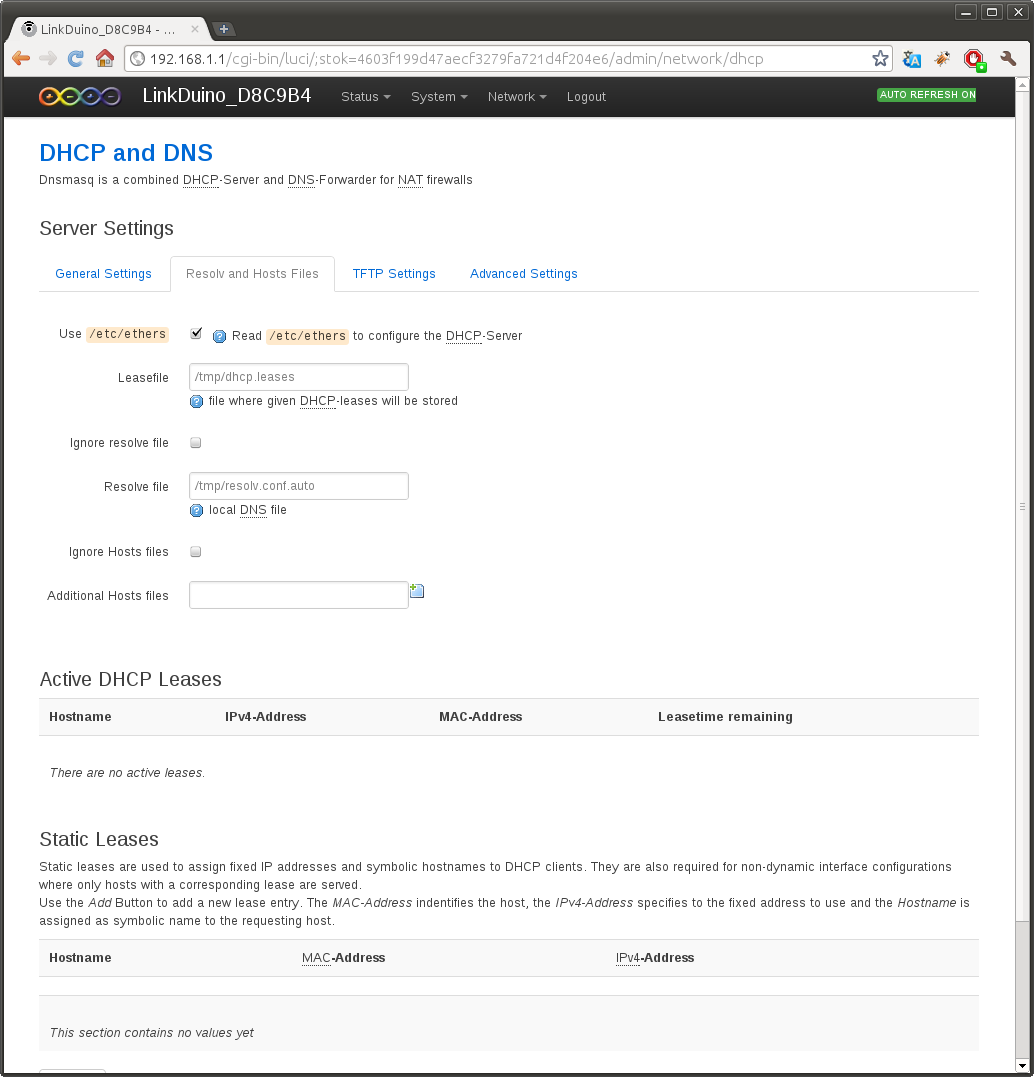 LinkDuino_D8C9B4 - ...
192.168.1.1/cgi-bin/luci/;stok=4603f199d47aecf3279fa721d4f204e6/admin/network/dhcp
LinkDuino_D8C9B4 Status System Network Logout AUTO REFRESH ON
DHCP and DNS
Dnsmasq is a combined DHCP-Server and DNS-Forwarder for NAT firewalls
Server Settings
General Settings Resolv and Hosts Files TFTP Settings Advanced Settings
Use /etc/ethers Read /etc/ethers to configure the DHCP-Server
Leasefile /tmp/dhcp.leases
file where given DHCP-leases will be stored
Ignore resolve file
Resolve file /tmp/resolv.conf.auto
local DNS file
Ignore Hosts files
Additional Hosts files
Active DHCP Leases
Hostname IPv4-Address MAC-Address Leasetime remaining
There are no active leases.
Static Leases
Static leases are used to assign fixed IP addresses and symbolic hostnames to DHCP clients. They are also required for non-dynamic interface configurations
where only hosts with a corresponding lease are served.
Use the Add Button to add a new lease entry. The MAC-Address indentifies the host, the IPv4-Address specifies to the fixed address to use and the Hostname is
assigned as symbolic name to the requesting host.
Hostname MAC-Address IPv4-Address
This section contains no values yet